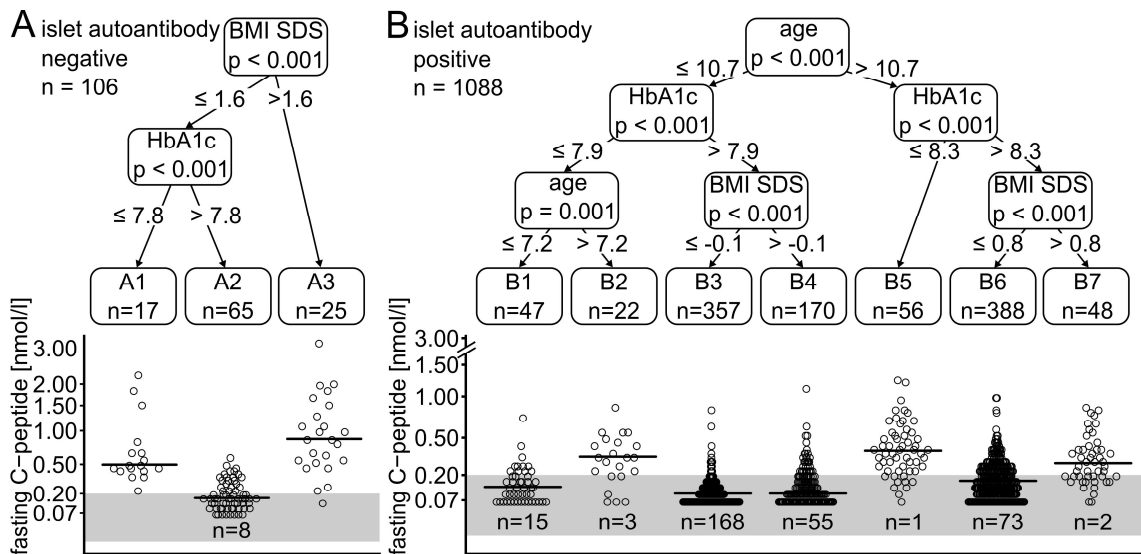 A
islet autoantibody
negative
n = 106
BMI SDS
p < 0.001
≤ 1.6
>1.6
HbA1c
p < 0.001
≤ 7.8
> 7.8
A1
n=17
A2
n=65
A3
n=25
fasting C−peptide [nmol/l]
3.00
2.00
1.50
1.00
0.50
0.20
0.07
n=8
B
islet autoantibody
positive
n = 1088
age
p < 0.001
≤ 10.7
> 10.7
HbA1c
p < 0.001
HbA1c
p < 0.001
≤ 7.9
> 7.9
≤ 8.3
> 8.3
age
p = 0.001
BMI SDS
p < 0.001
BMI SDS
p < 0.001
≤ 7.2
> 7.2
≤ -0.1
> -0.1
≤ 0.8
> 0.8
B1
n=47
B2
n=22
B3
n=357
B4
n=170
B5
n=56
B6
n=388
B7
n=48
fasting C−peptide [nmol/l]
3.00
1.50
1.00
0.50
0.20
0.07
n=15
n=3
n=168
n=55
n=1
n=73
n=2